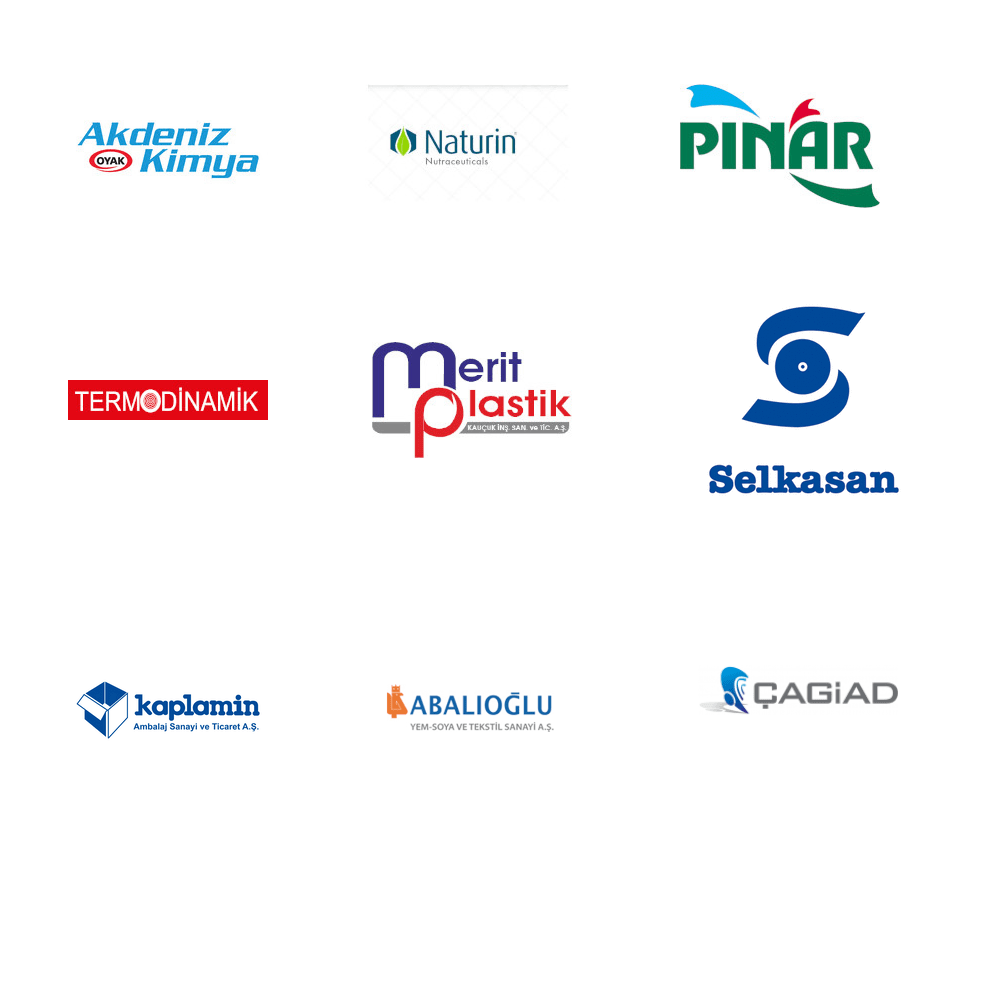 Akdeniz
OYAK Kimya
Naturin
Nutraceuticals
PINAR
TERMODİNAMİK
merit
plastik
KAUÇUK İNŞ. SAN. ve TİC. A.Ş.
Selkasan
kaplamin
Ambalaj Sanayi ve Ticaret A.Ş.
ABALIOĞLU
YEM-SOYA VE TEKSTİL SANAYİ A.Ş.
ÇAGİAD